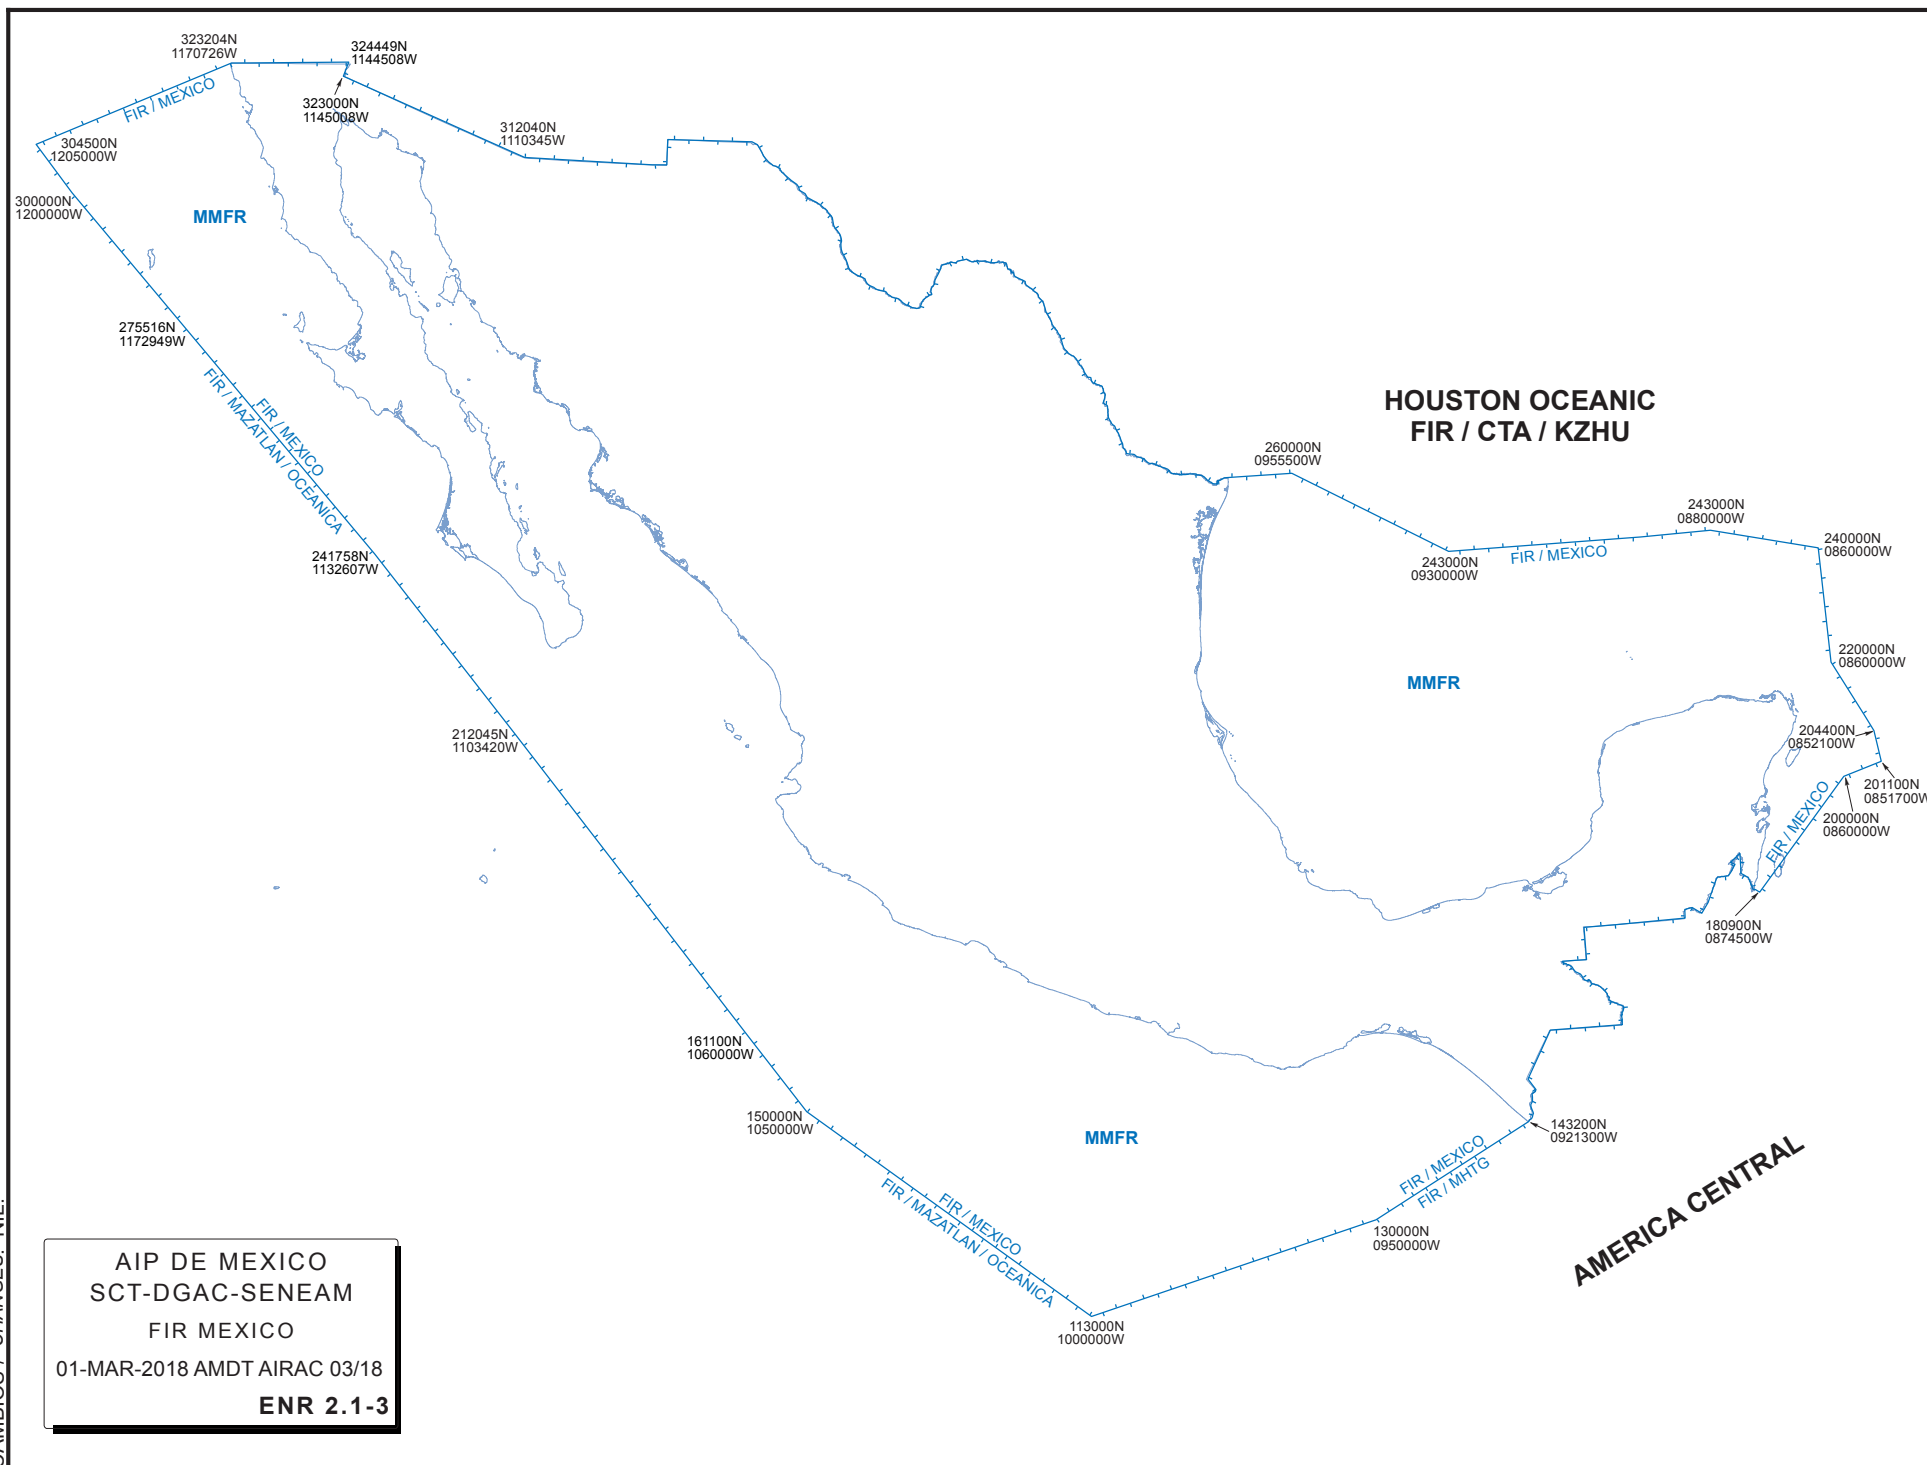 323204N
1170726W
324449N
1144508W
FIR / MEXICO
323000N
1145008W
312040N
1110345W
304500N
1205000W
300000N
1200000W
MMFR
275516N
1172949W
FIR / MEXICO
FIR / MAZATLAN / OCEANICA
HOUSTON OCEANIC
FIR / CTA / KZHU
260000N
0955500W
243000N
0880000W
240000N
0860000W
FIR / MEXICO
243000N
0930000W
241758N
1132607W
220000N
0860000W
MMFR
212045N
1103420W
204400N
0852100W
201100N
0851700W
FIR / MEXICO
200000N
0860000W
180900N
0874500W
161100N
1060000W
150000N
1050000W
MMFR
143200N
0921300W
FIR / MEXICO
FIR / MHTG
AMERICA CENTRAL
FIR / MEXICO
FIR / MAZATLAN / OCEANICA
130000N
0950000W
113000N
1000000W
AIP DE MEXICO
SCT-DGAC-SENEAM
FIR MEXICO
01-MAR-2018 AMDT AIRAC 03/18
ENR 2.1-3